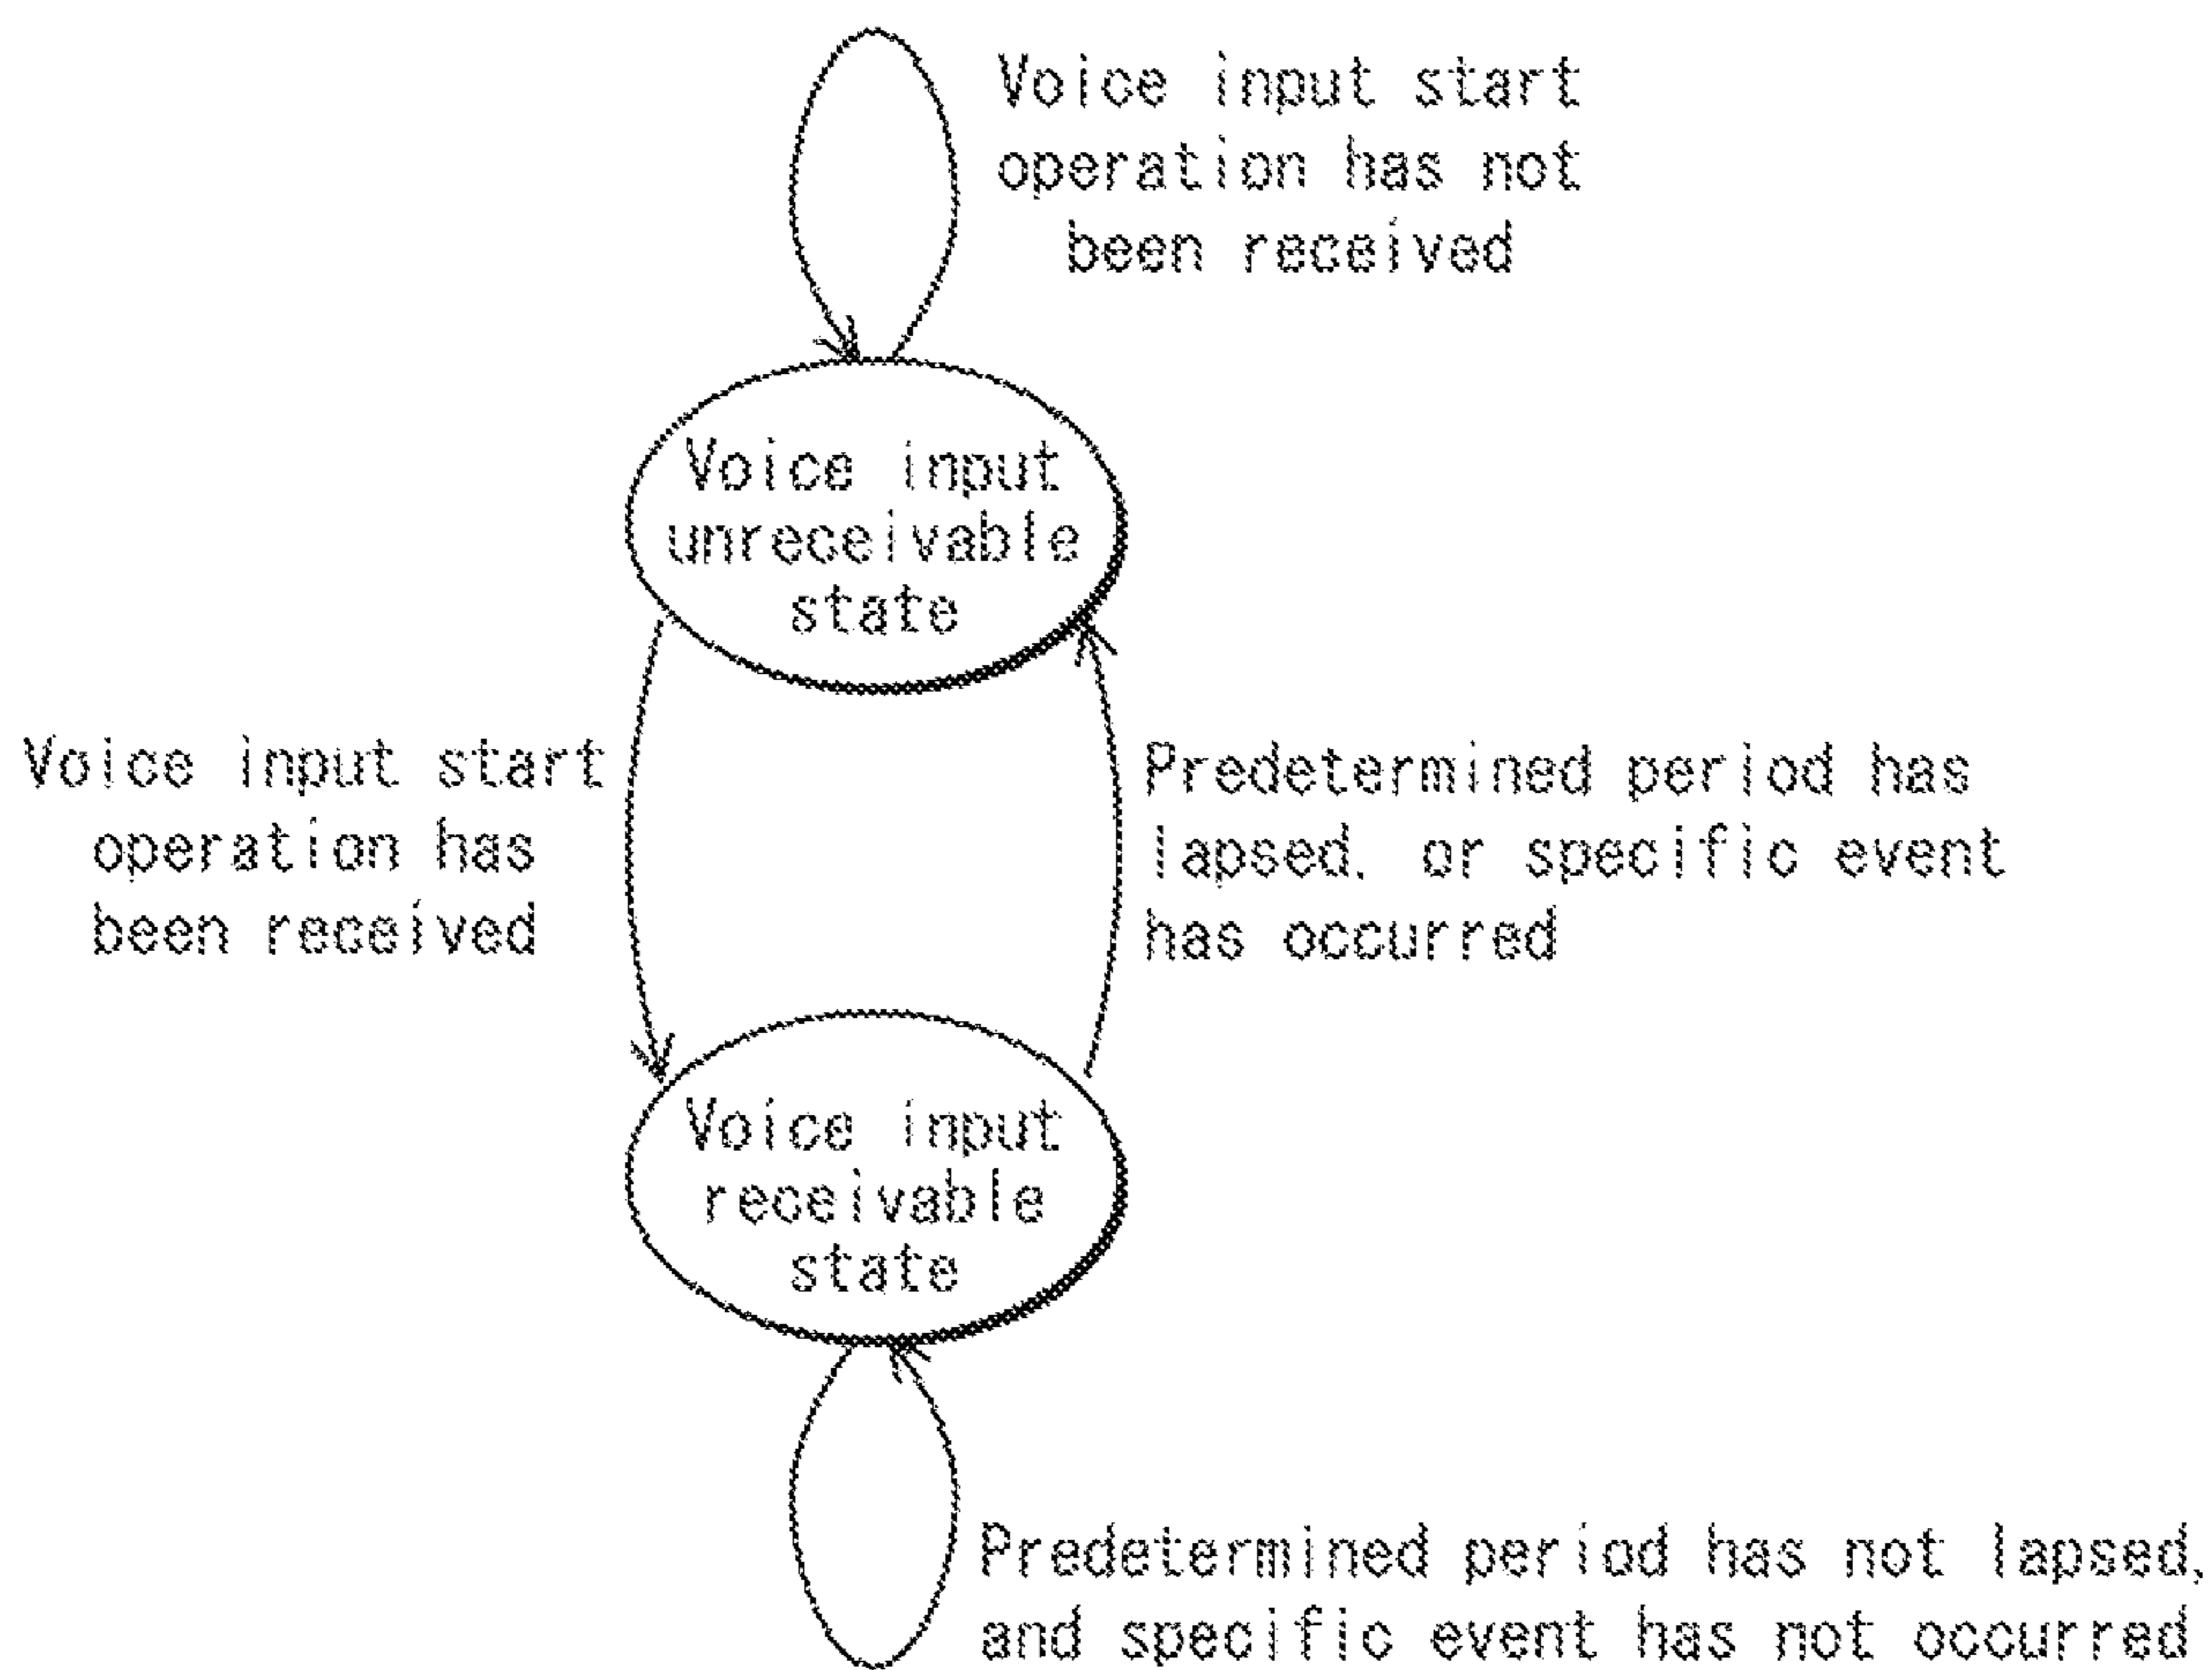 Voice input start
operation has not
been received
Voice input
unreceivable
state
Voice input start
operation has
been received
Predetermined period has
lapsed, or specific event
has occurred
Voice input
receivable
state
Predetermined period has not lapsed,
and specific event has not occurred